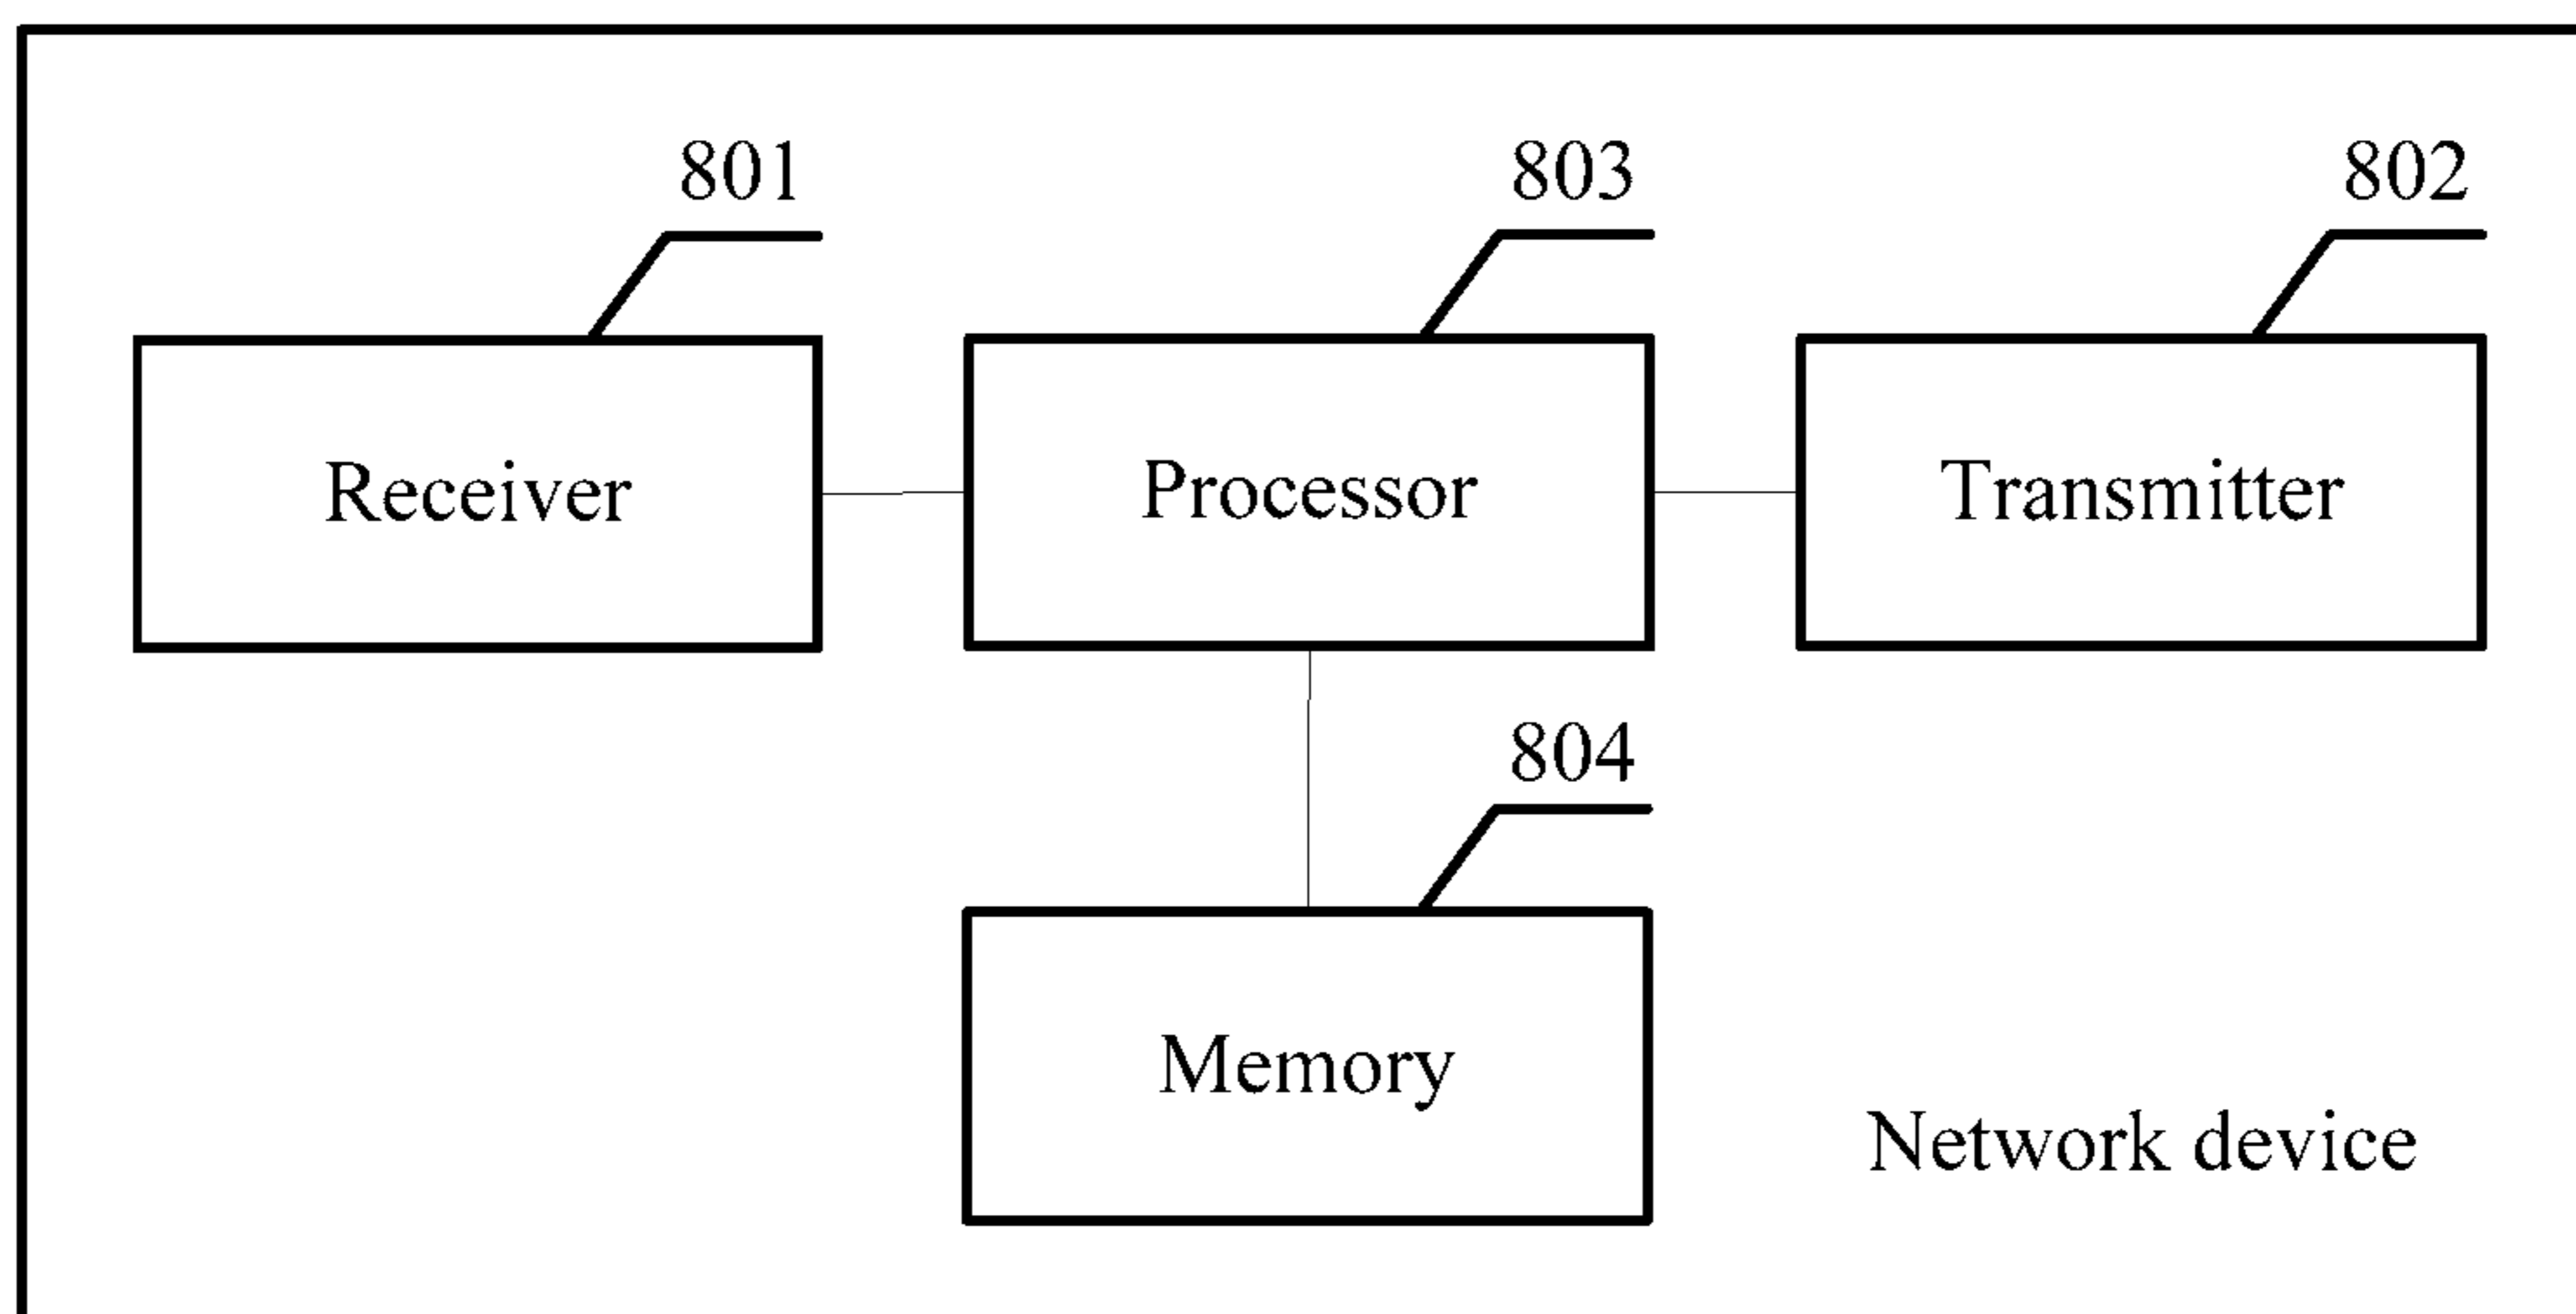 801
803
802
Receiver
Processor
Transmitter
804
Memory
Network device